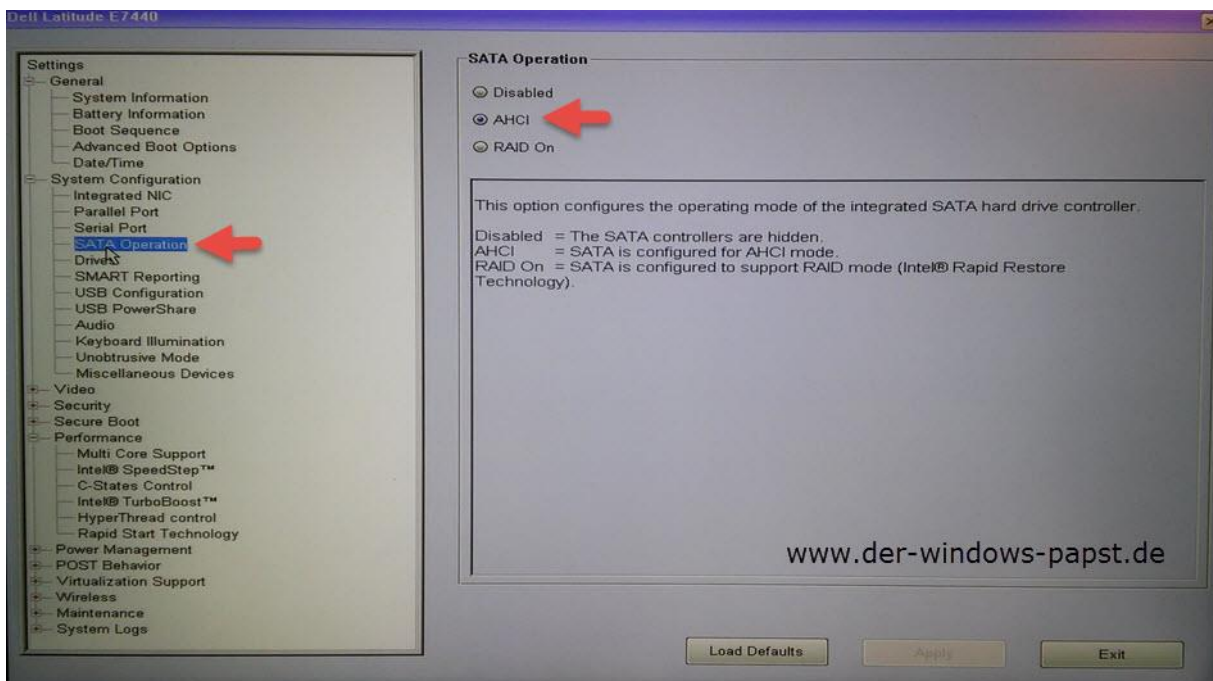 Dell Latitude E7440
Settings
General
System Information
Battery Information
Boot Sequence
Advanced Boot Options
Date/Time
System Configuration
Integrated NIC
Parallel Port
Serial Port
SATA Operation
Drives
SMART Reporting
USB Configuration
USB PowerShare
Audio
Keyboard Illumination
Unobtrusive Mode
Miscellaneous Devices
Video
Security
Secure Boot
Performance
Multi Core Support
Intel® SpeedStep™
C-States Control
Intel® TurboBoost™
HyperThread control
Rapid Start Technology
Power Management
POST Behavior
Virtualization Support
Wireless
Maintenance
System Logs
SATA Operation
Disabled
AHCI
RAID On
This option configures the operating mode of the integrated SATA hard drive controller.
Disabled = The SATA controllers are hidden.
AHCI = SATA is configured for AHCI mode.
RAID On = SATA is configured to support RAID mode (Intel® Rapid Restore
Technology).
www.der-windows-papst.de
Load Defaults
Apply
Exit